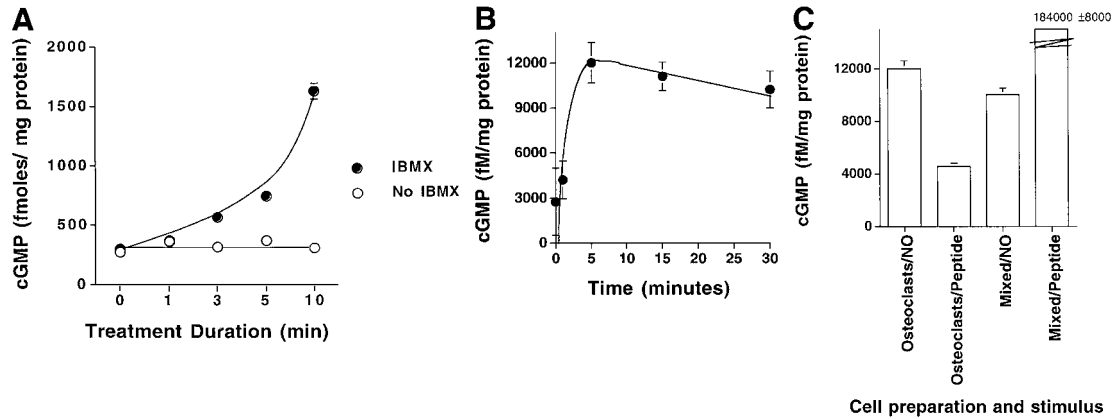 A
2000
1500
1000
500
0
cGMP (fmoles/ mg protein)
0 1 3 5 10
Treatment Duration (min)
IBMX
No IBMX
B
12000
9000
6000
3000
0
cGMP (fM/mg protein)
0 5 10 15 20 25 30
Time (minutes)
C
184000 ±8000
12000
8000
4000
0
cGMP (fM/mg protein)
Osteoclasts/NO
Osteoclasts/Peptide
Mixed/NO
Mixed/Peptide
Cell preparation and stimulus